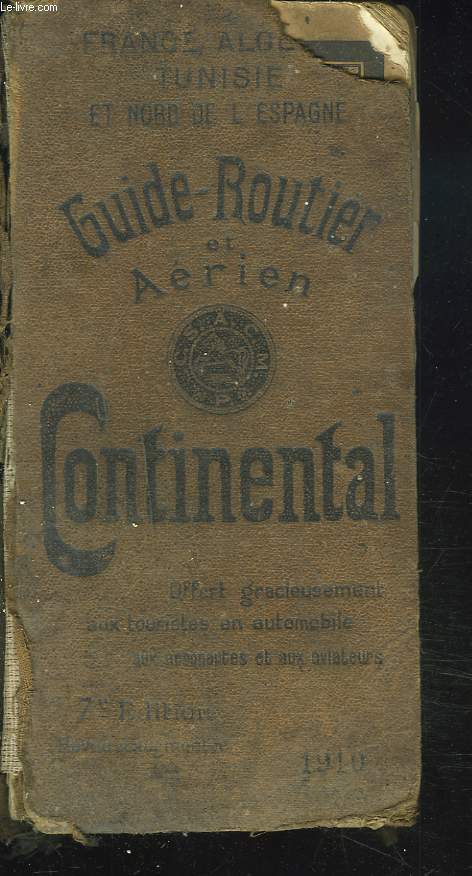 Le-livre.com
FRANCE, ALGE
TUNISIE
ET NORD DE L'ESPAGNE
Guide-Routier
et
Aérien
C. S. A. C. M. P.
Continental
Offert gracieusement
aux touristes en automobile
aux aéronautes et aux aviateurs
7e Edition
1910